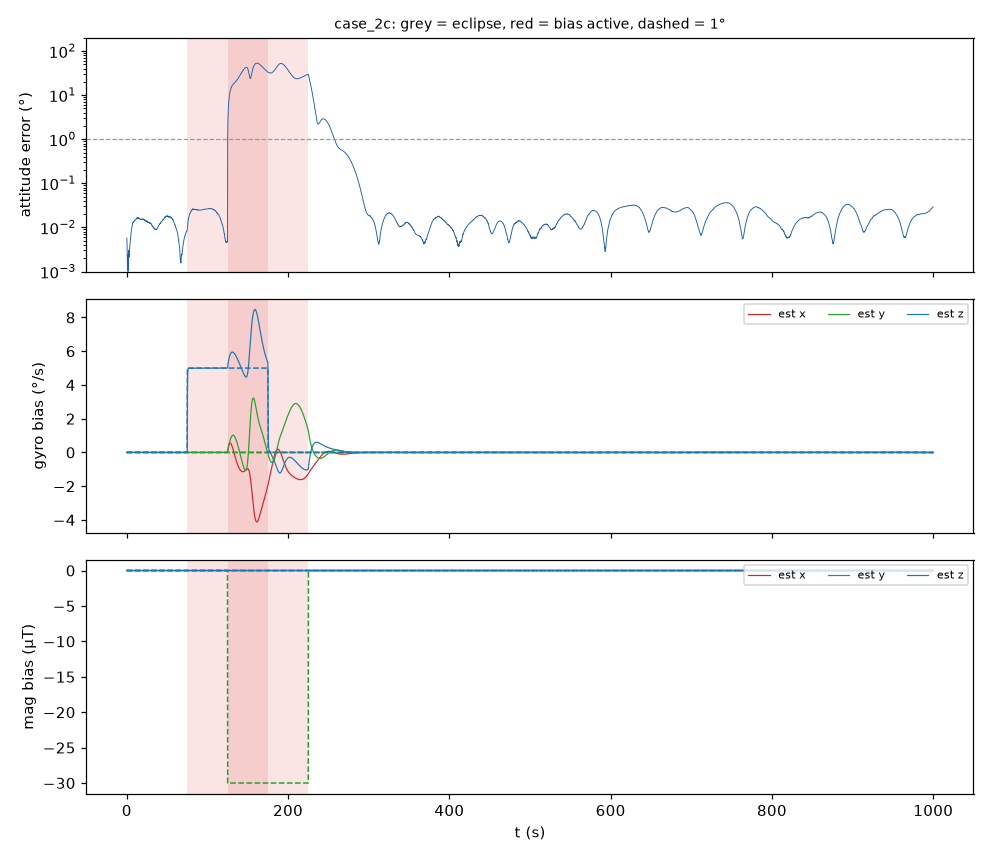 case_2c: grey = eclipse, red = bias active, dashed = 1°
attitude error (°)
10²
10¹
10⁰
10⁻¹
10⁻²
10⁻³
gyro bias (°/s)
8
6
4
2
0
−2
−4
est x est y est z
mag bias (μT)
0
−5
−10
−15
−20
−25
−30
est x est y est z
0 200 400 600 800 1000
t (s)